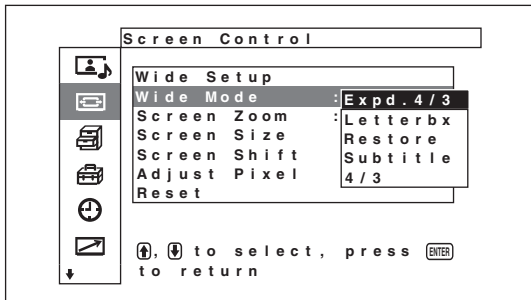 Screen Control
Wide Setup
Wide Mode : Expd.4/3
Screen Zoom : Letterbx
Screen Size Restore
Screen Shift Subtitle
Adjust Pixel 4/3
Reset
, to select, press ENTER
to return